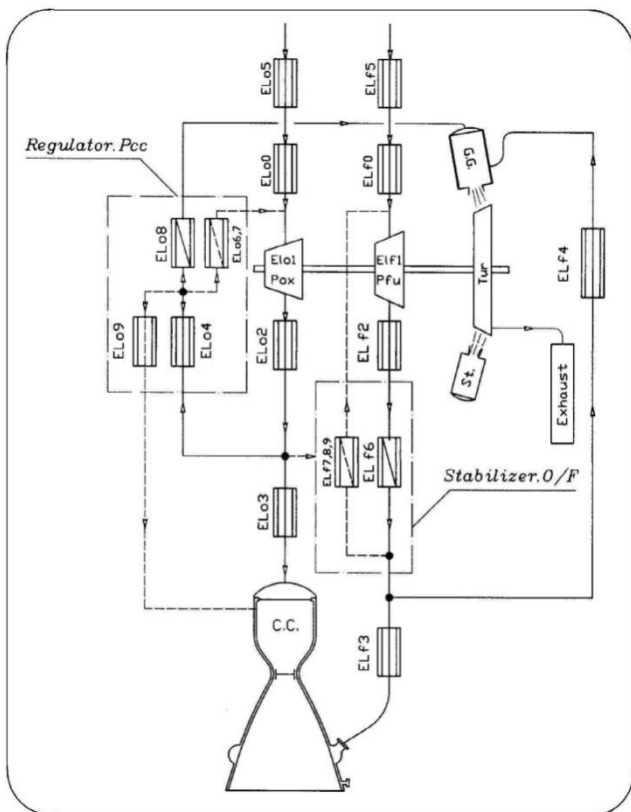 ELo5
ELf5
Regulator.Pcc
ELo0
ELf0
G.G.
ELo8
ELo6,7
Elo1
Pox
Elf1
Pfu
Tur
ELf4
ELo9
ELo4
ELo2
ELf2
St.
Exhaust
ELf7,8,9
ELf6
Stabilizer.O/F
ELo3
C.C.
ELf3